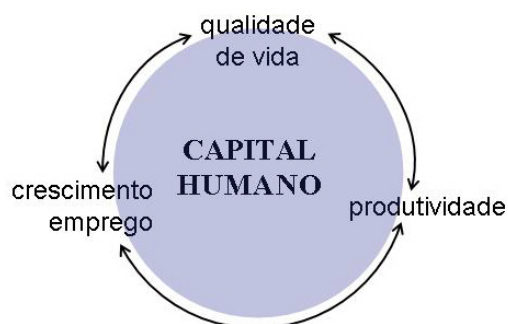 qualidade
de vida
CAPITAL
HUMANO
crescimento
emprego
produtividade